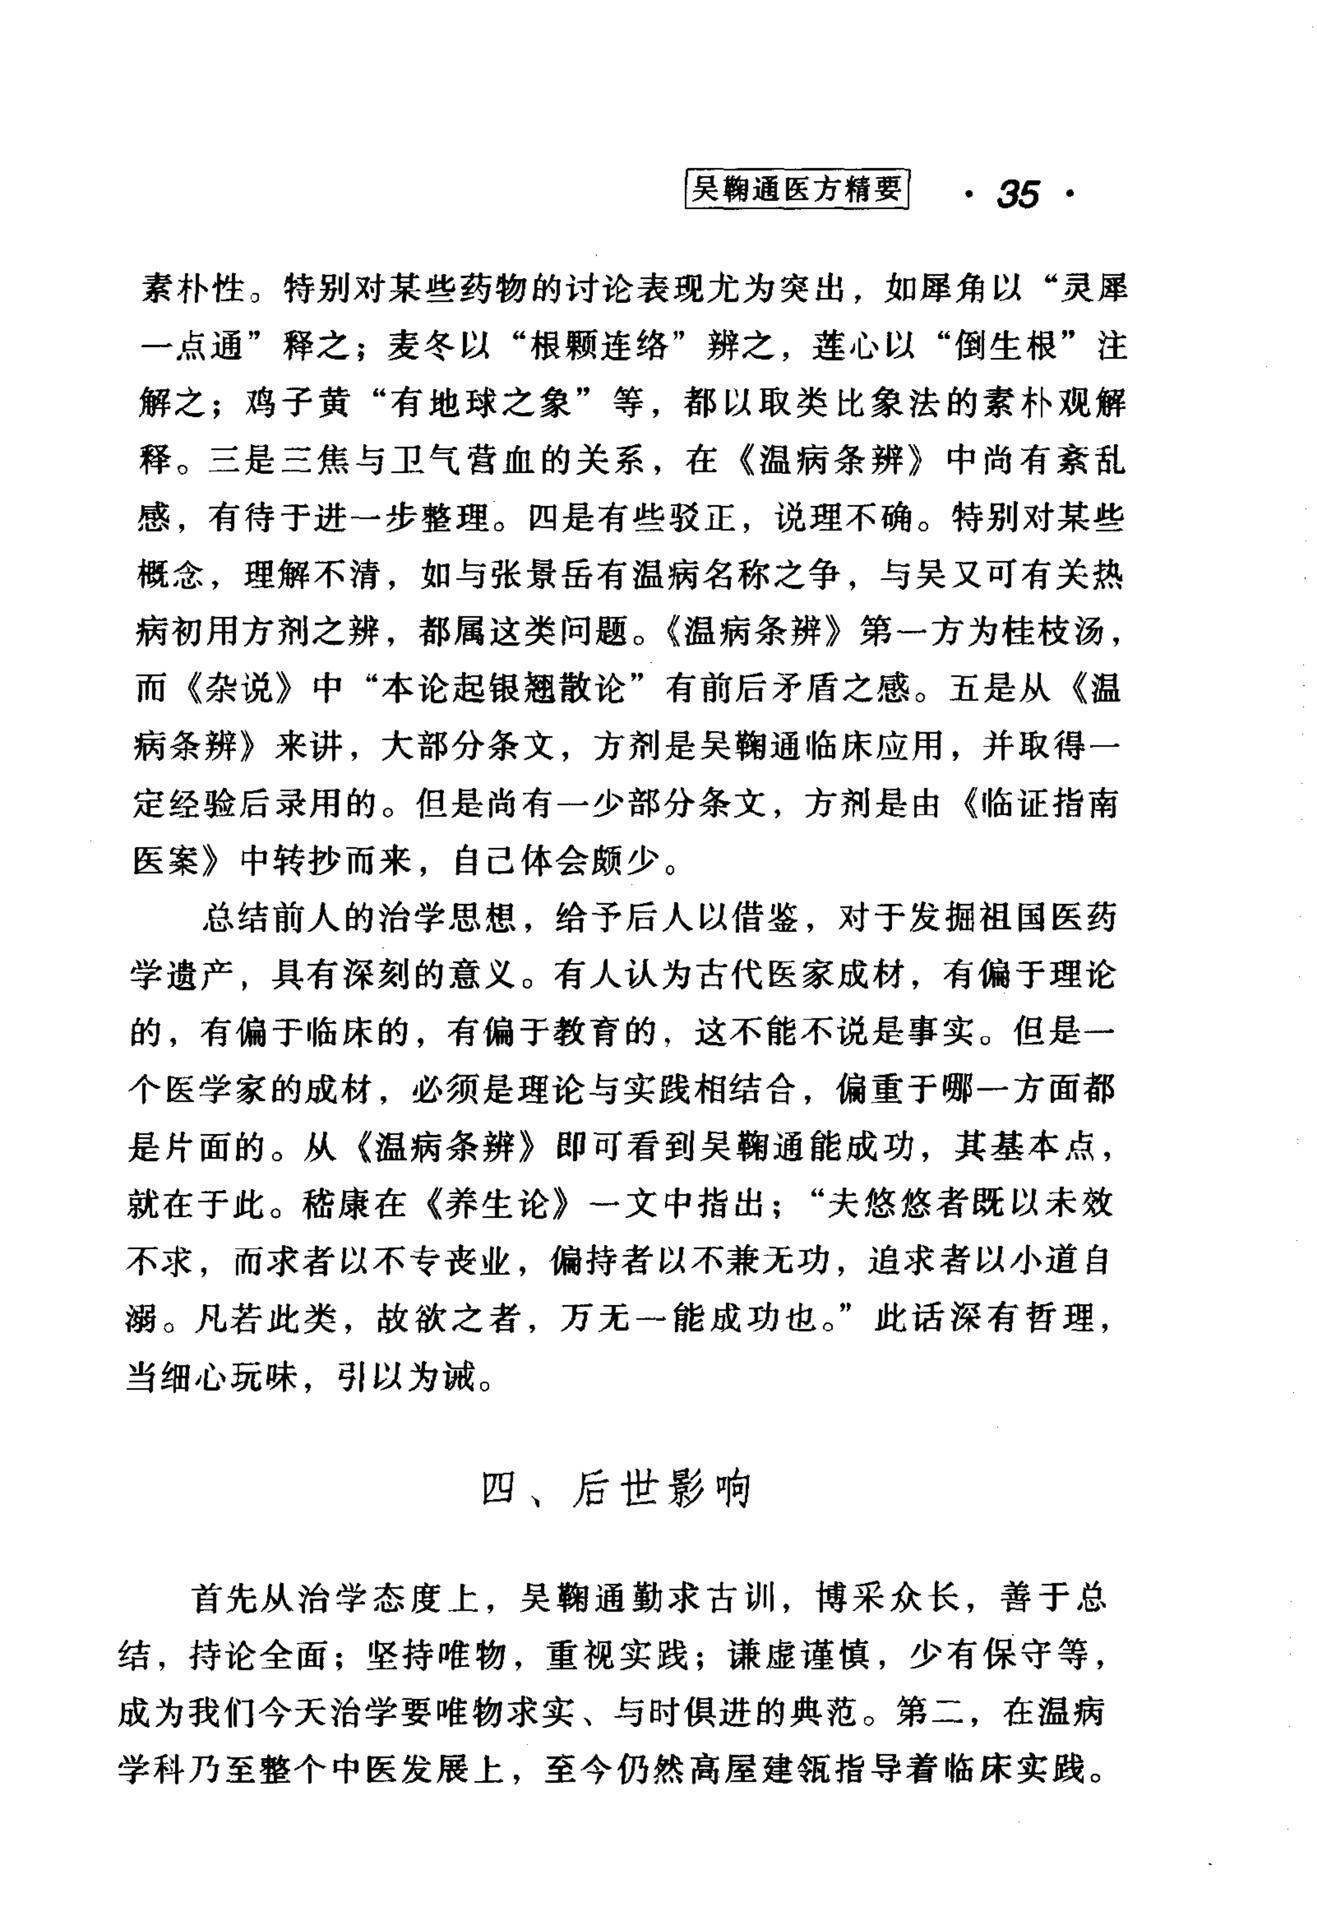 吴鞠通医方精要 · 35 ·
素朴性。特别对某些药物的讨论表现尤为突出，如犀角以“灵犀
一点通”释之；麦冬以“根颗连络”辨之，莲心以“倒生根”注
解之；鸡子黄“有地球之象”等，都以取类比象法的素朴观解
释。三是三焦与卫气营血的关系，在《温病条辨》中尚有紊乱
感，有待于进一步整理。四是有些驳正，说理不确。特别对某些
概念，理解不清，如与张景岳有温病名称之争，与吴又可有关热
病初用方剂之辨，都属这类问题。《温病条辨》第一方为桂枝汤，
而《杂说》中“本论起银翘散论”有前后矛盾之感。五是从《温
病条辨》来讲，大部分条文，方剂是吴鞠通临床应用，并取得一
定经验后录用的。但是尚有一少部分条文，方剂是由《临证指南
医案》中转抄而来，自己体会颇少。
总结前人的治学思想，给予后人以借鉴，对于发掘祖国医药
学遗产，具有深刻的意义。有人认为古代医家成材，有偏于理论
的，有偏于临床的，有偏于教育的，这不能不说是事实。但是一
个医学家的成材，必须是理论与实践相结合，偏重于哪一方面都
是片面的。从《温病条辨》即可看到吴鞠通能成功，其基本点，
就在于此。嵇康在《养生论》一文中指出；“夫悠悠者既以未效
不求，而求者以不专丧业，偏持者以不兼无功，追求者以小道自
溺。凡若此类，故欲之者，万无一能成功也。”此话深有哲理，
当细心玩味，引以为诫。
四、后世影响
首先从治学态度上，吴鞠通勤求古训，博采众长，善于总
结，持论全面；坚持唯物，重视实践；谦虚谨慎，少有保守等，
成为我们今天治学要唯物求实、与时俱进的典范。第二，在温病
学科乃至整个中医发展上，至今仍然高屋建瓴指导着临床实践。